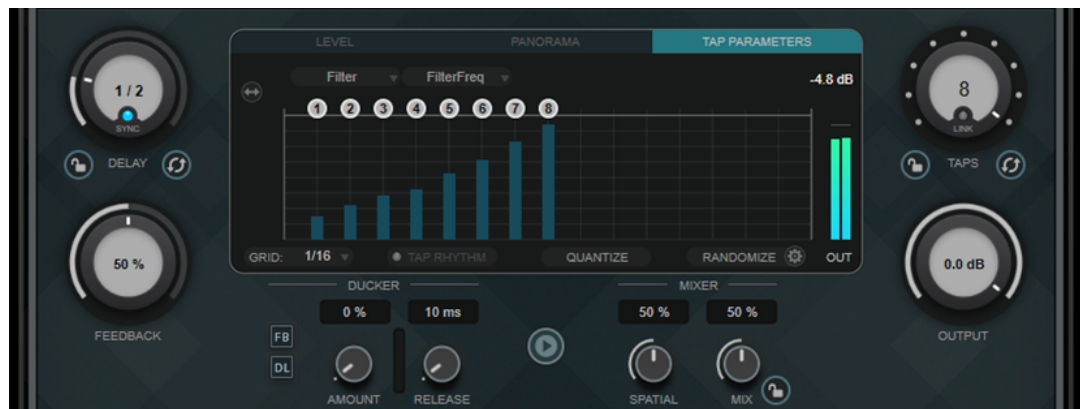 LEVEL PANORAMA TAP PARAMETERS
Filter FilterFreq -4.8 dB
1 2 3 4 5 6 7 8
1 / 2
SYNC
DELAY
8
LINK
TAPS
GRID: 1/16 TAP RHYTHM QUANTIZE RANDOMIZE OUT
50 %
FEEDBACK
DUCKER
0 % 10 ms
FB
DL
AMOUNT RELEASE
MIXER
50 % 50 %
SPATIAL MIX
0.0 dB
OUTPUT